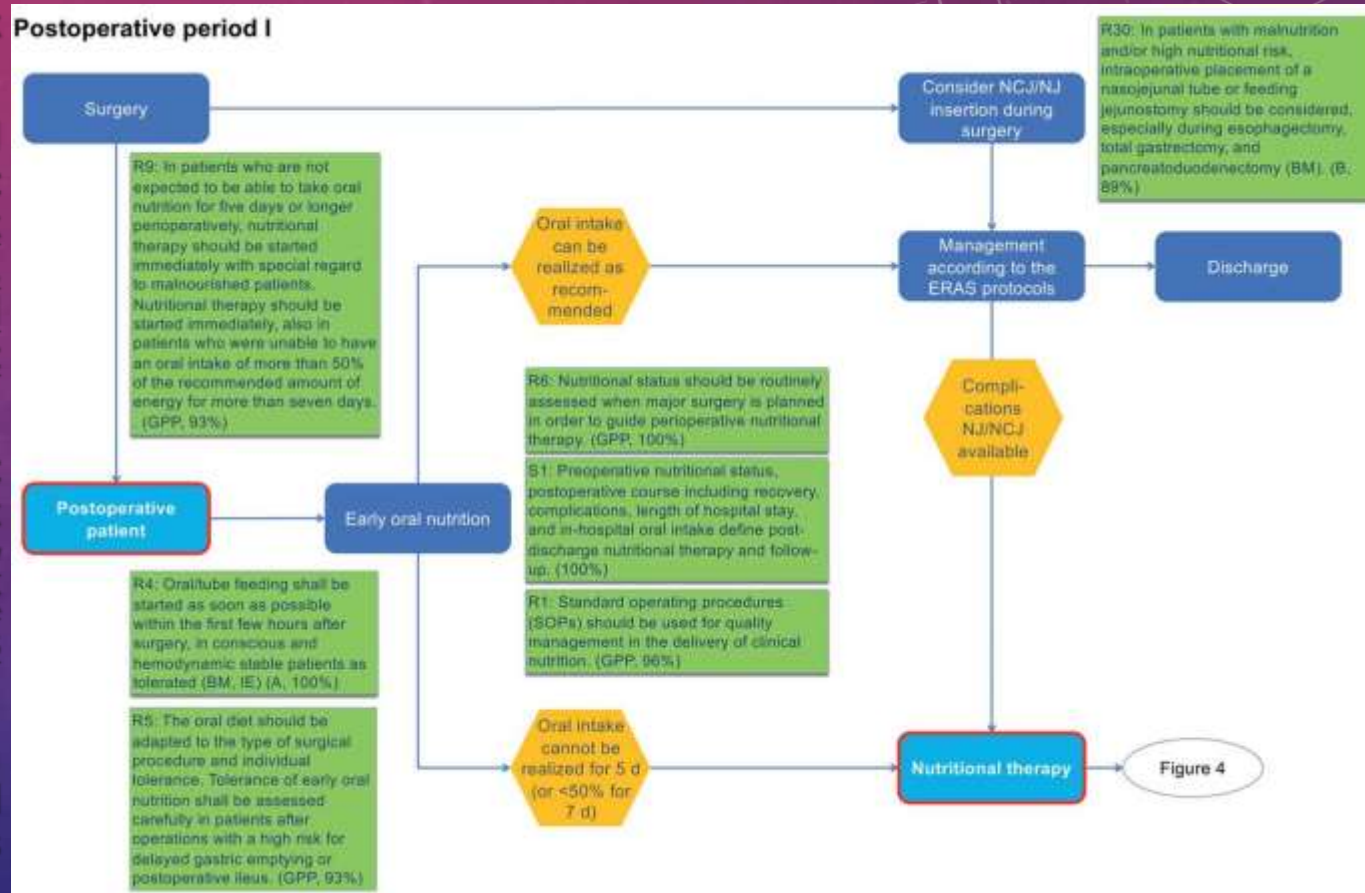 Postoperative period I
Surgery
Consider NCJ/NJ
insertion during
surgery
R30: In patients with malnutrition
and/or high nutritional risk,
intraoperative placement of a
nasojejunal tube or feeding
jejunostomy should be considered,
especially during esophagectomy,
total gastrectomy, and
pancreatoduodenectomy (BM). (B,
89%)
R9: In patients who are not
expected to be able to take oral
nutrition for five days or longer
perioperatively, nutritional
therapy should be started
immediately with special regard
to malnourished patients.
Nutritional therapy should be
started immediately, also in
patients who were unable to have
an oral intake of more than 50%
of the recommended amount of
energy for more than seven days.
(GPP, 93%)
Oral intake
can be
realized as
recom-
mended
Management
according to the
ERAS protocols
Discharge
Compli-
cations
NJ/NCJ
available
R6: Nutritional status should be routinely
assessed when major surgery is planned
in order to guide perioperative nutritional
therapy. (GPP, 100%)
S1: Preoperative nutritional status,
postoperative course including recovery,
complications, length of hospital stay,
and in-hospital oral intake define post-
discharge nutritional therapy and follow-
up. (100%)
R1: Standard operating procedures
(SOPs) should be used for quality
management in the delivery of clinical
nutrition. (GPP, 96%)
Postoperative
patient
Early oral nutrition
R4: Oral/tube feeding shall be
started as soon as possible
within the first few hours after
surgery, in conscious and
hemodynamic stable patients as
tolerated (BM, IE) (A, 100%)
R5: The oral diet should be
adapted to the type of surgical
procedure and individual
tolerance. Tolerance of early oral
nutrition shall be assessed
carefully in patients after
operations with a high risk for
delayed gastric emptying or
postoperative ileus. (GPP, 93%)
Oral intake
cannot be
realized for 5 d
(or <50% for
7 d)
Nutritional therapy
Figure 4